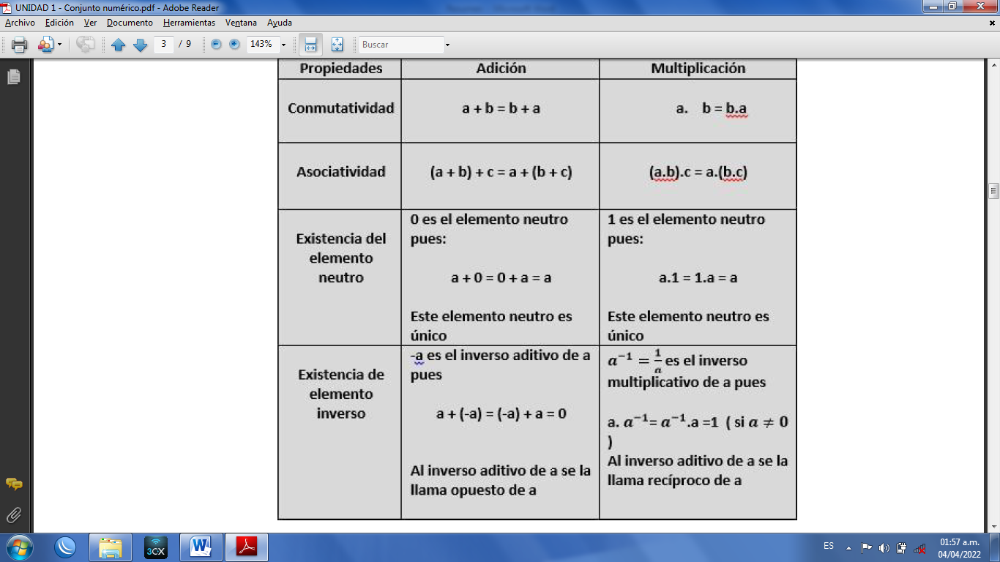 UNIDAD 1 - Conjunto numérico.pdf - Adobe Reader
Archivo Edición Ver Documento Herramientas Ventana Ayuda
3 / 9 143% Buscar
Propiedades Adición Multiplicación
Conmutatividad a + b = b + a a. b = b.a
Asociatividad (a + b) + c = a + (b + c) (a.b).c = a.(b.c)
Existencia del
elemento
neutro
0 es el elemento neutro
pues:
a + 0 = 0 + a = a
Este elemento neutro es
único
1 es el elemento neutro
pues:
a.1 = 1.a = a
Este elemento neutro es
único
Existencia de
elemento
inverso
-a es el inverso aditivo de a
pues
a + (-a) = (-a) + a = 0
Al inverso aditivo de a se la
llama opuesto de a
a⁻¹ = 1/a es el inverso
multiplicativo de a pues
a. a⁻¹= a⁻¹.a =1 ( si a ≠ 0
)
Al inverso aditivo de a se la
llama recíproco de a
3CX
ES
01:57 a.m.
04/04/2022